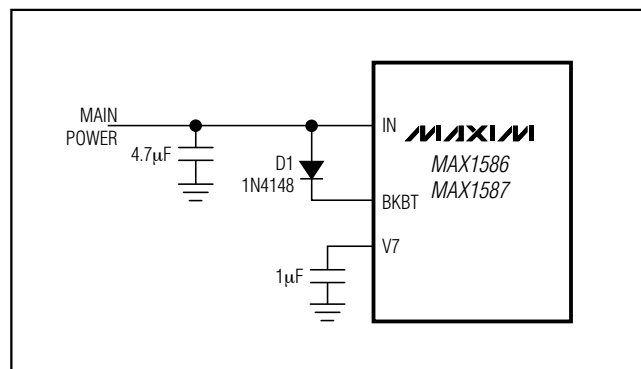 MAIN
POWER
4.7μF
D1
1N4148
IN
MAXIM
MAX1586
MAX1587
BKBT
V7
1μF